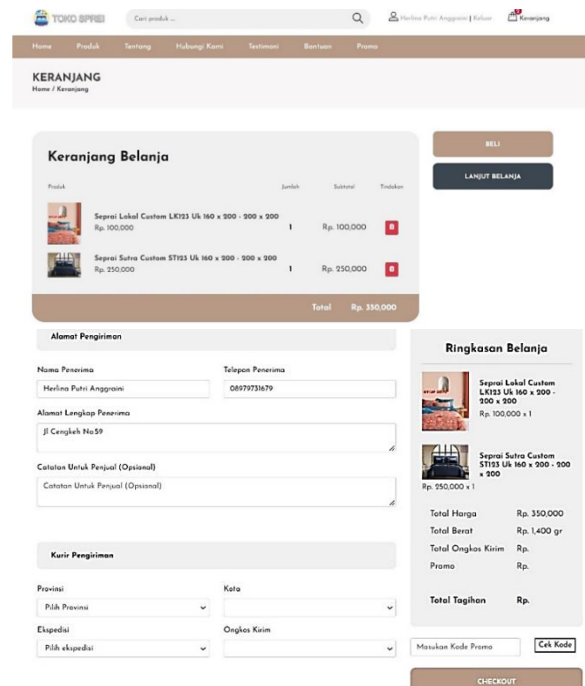 TOKO SPREI
Cari produk ...
Herlina Putri Anggraini | Keluar
Keranjang
Home Produk Tentang Hubungi Kami Testimoni Bantuan Promo
KERANJANG
Home / Keranjang
Keranjang Belanja
Produk Jumlah Subtotal Tindakan
Seprai Lokal Custom LK123 Uk 160 x 200 - 200 x 200
Rp. 100,000 1 Rp. 100,000
Seprai Sutra Custom ST123 Uk 160 x 200 - 200 x 200
Rp. 250,000 1 Rp. 250,000
Total Rp. 350,000
BELI
LANJUT BELANJA
Alamat Pengiriman
Nama Penerima Telepon Penerima
Herlina Putri Anggraini 08979731679
Alamat Lengkap Penerima
Jl Cengkeh No59
Catatan Untuk Penjual (Opsional)
Catatan Untuk Penjual (Opsional)
Kurir Pengiriman
Provinsi Kota
Pilih Provinsi
Ekspedisi Ongkos Kirim
Pilih ekspedisi
Ringkasan Belanja
Seprai Lokal Custom
LK123 Uk 160 x 200 -
200 x 200
Rp. 100,000 x 1
Seprai Sutra Custom
ST123 Uk 160 x 200 - 200
x 200
Rp. 250,000 x 1
Total Harga Rp. 350,000
Total Berat Rp. 1,400 gr
Total Ongkos Kirim Rp.
Promo Rp.
Total Tagihan Rp.
Masukan Kode Promo Cek Kode
CHECKOUT